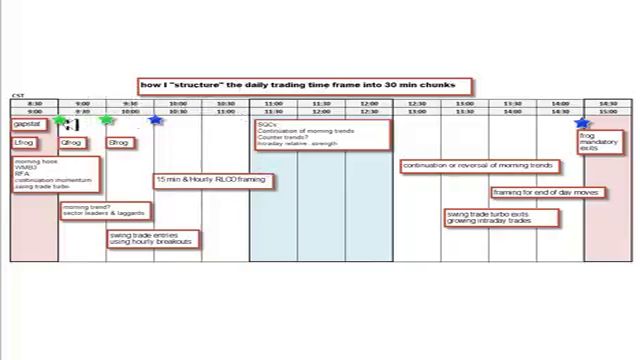 how I "structure" the daily trading time frame into 30 min chunks
CST
8:30 9:00 9:30 10:00 10:30 11:00 11:30 12:00 12:30 13:00 13:30 14:00 14:30
9:00 9:30 10:00 10:30 11:00 11:30 12:00 12:30 13:00 13:30 14:00 14:30 15:00
gapstat
Lfrog
Qfrog
Sfrog
morning hook
RFA
continuation momentum
swing trade turbo
morning trend?
sector leaders & laggards
swing trade entries
using hourly breakouts
15 min & Hourly RLCO framing
SQCs
Continuation of morning trends
Counter trends?
Intraday relative strength
continuation or reversal of morning trends
framing for end of day moves
swing trade turbo exits
growing intraday trades
frog
mandatory
exits